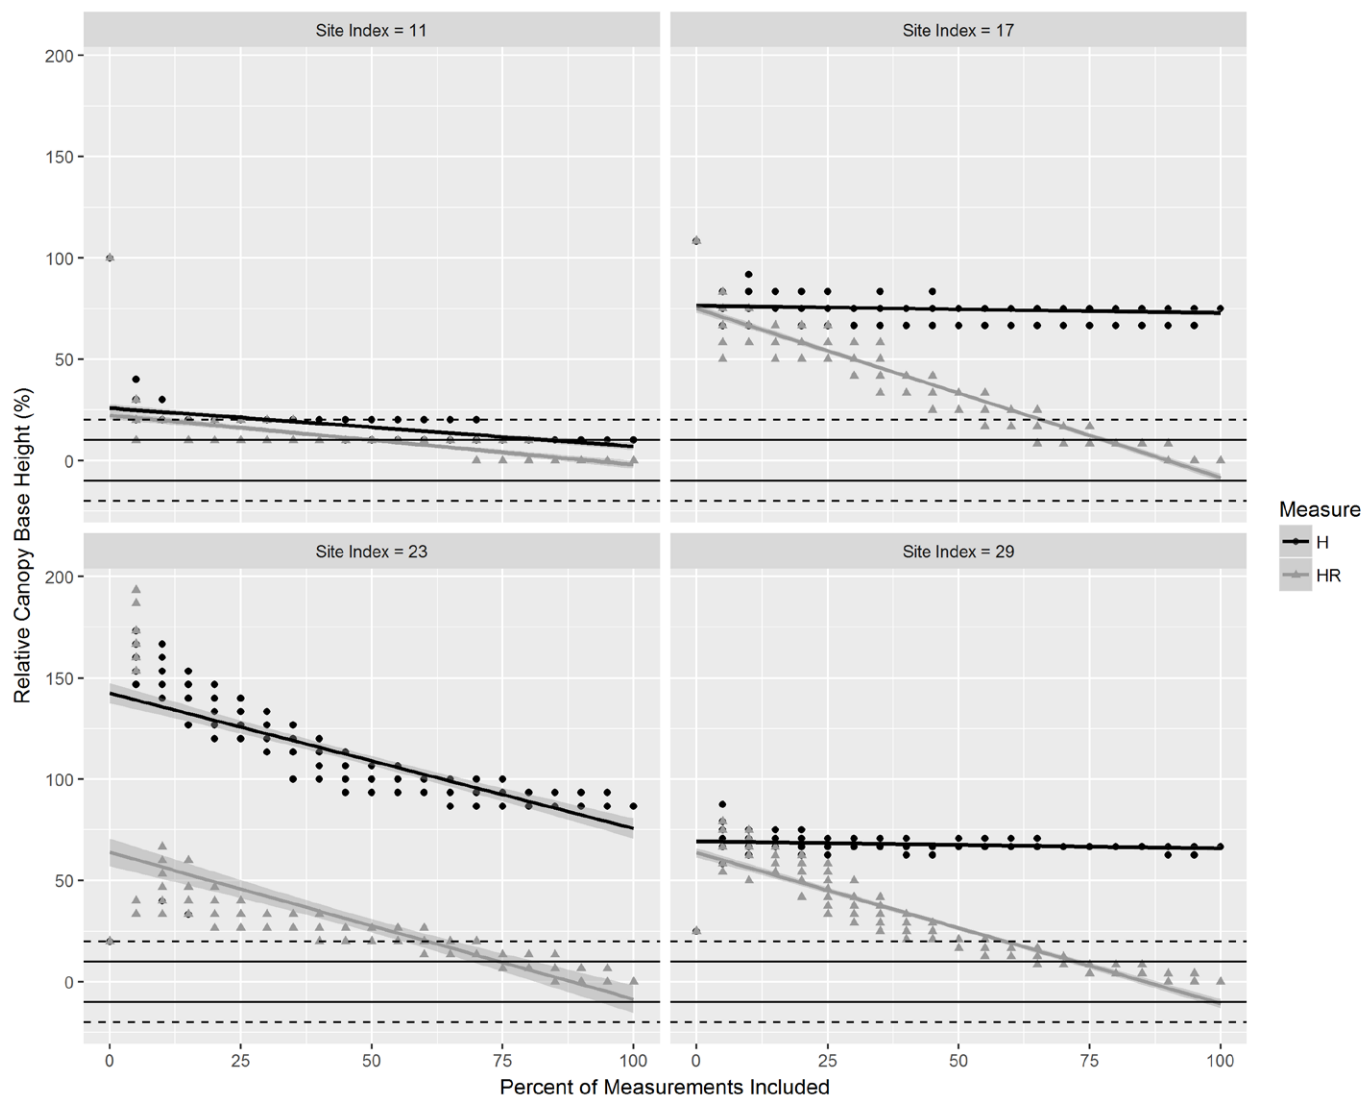 Site Index = 11
Site Index = 17
200
150
100
50
0
Relative Canopy Base Height (%)
Site Index = 23
Site Index = 29
200
150
100
50
0
0 25 50 75 100
0 25 50 75 100
Percent of Measurements Included
Measure
H
HR